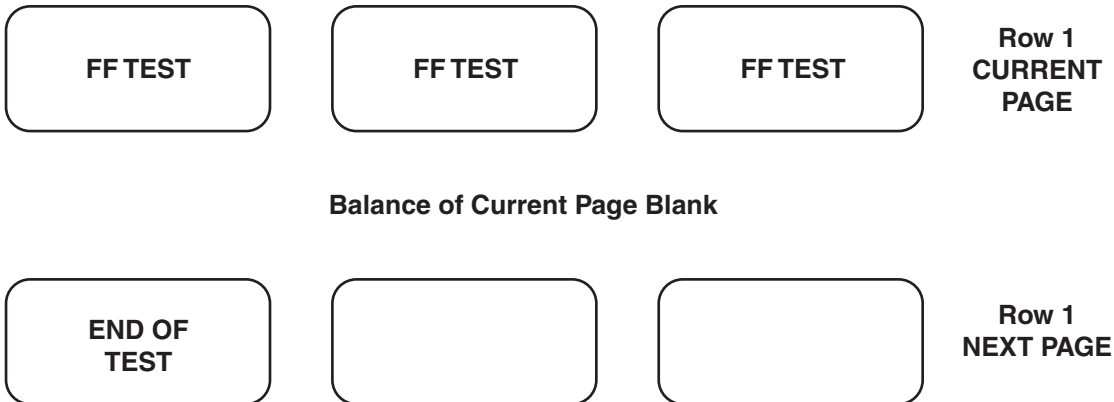 FF TEST
FF TEST
FF TEST
Row 1
CURRENT
PAGE
Balance of Current Page Blank
END OF
TEST
Row 1
NEXT PAGE